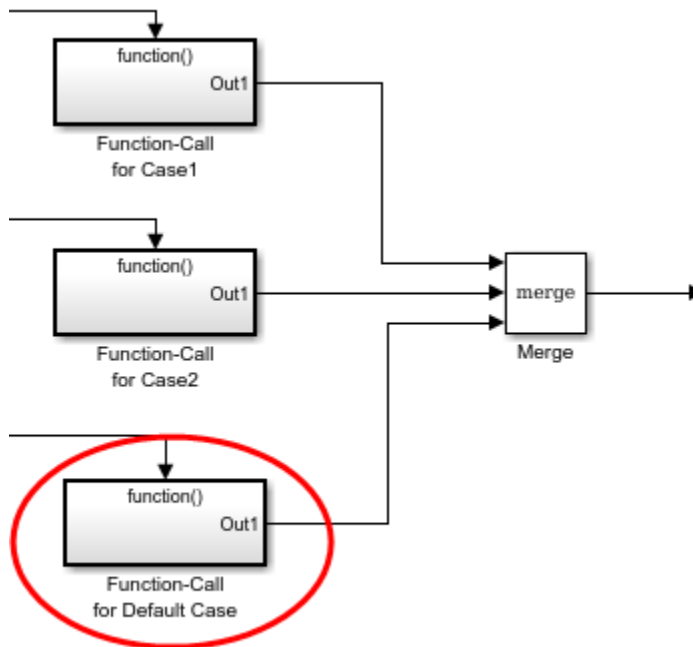 function()
Out1
Function-Call
for Case1
function()
Out1
merge
Function-Call
for Case2
Merge
function()
Out1
Function-Call
for Default Case